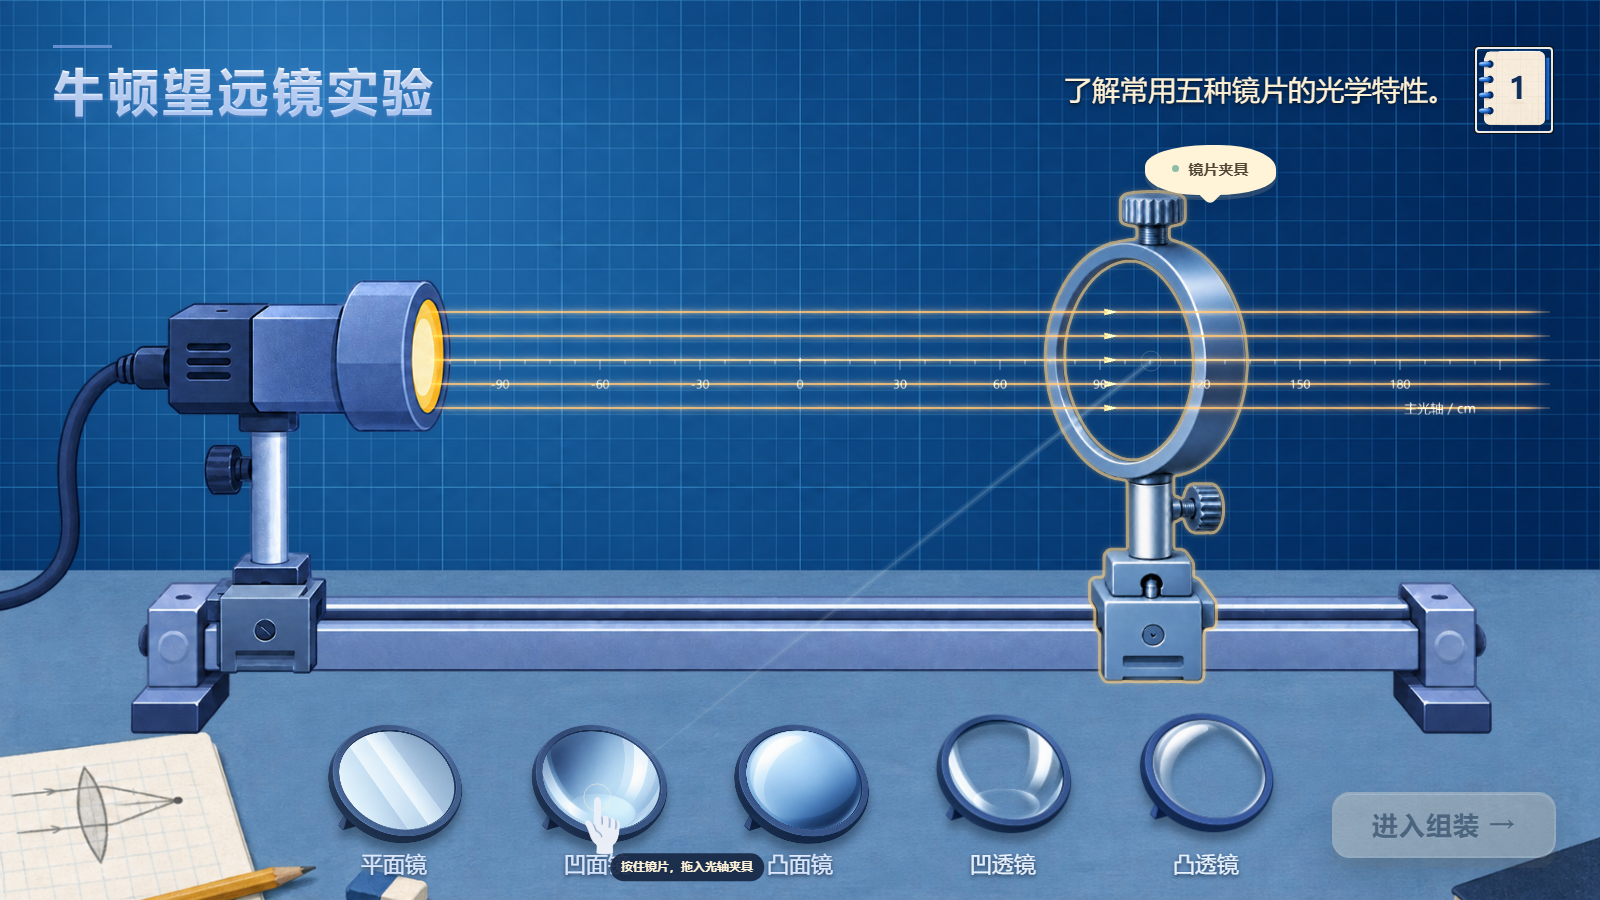 牛顿望远镜实验
了解常用五种镜片的光学特性。
1
镜片夹具
-90 -60 -30 0 30 60 90 120 150 180
主光轴 / cm
平面镜
凹面
按住镜片，拖入光轴夹具
凸面镜
凹透镜
凸透镜
进入组装 →